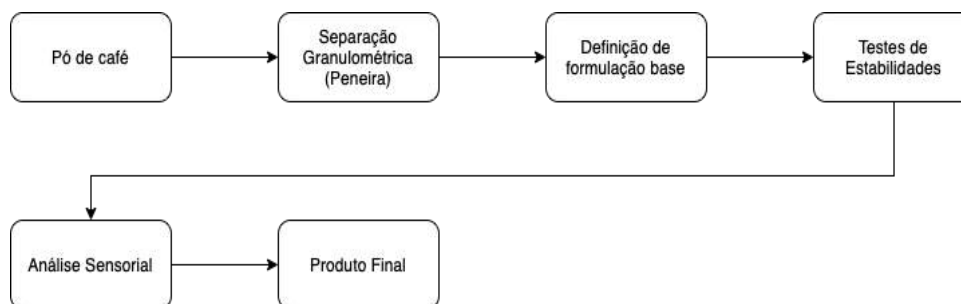 Pó de café
Separação
Granulométrica
(Peneira)
Definição de
formulação base
Testes de
Estabilidades
Análise Sensorial
Produto Final